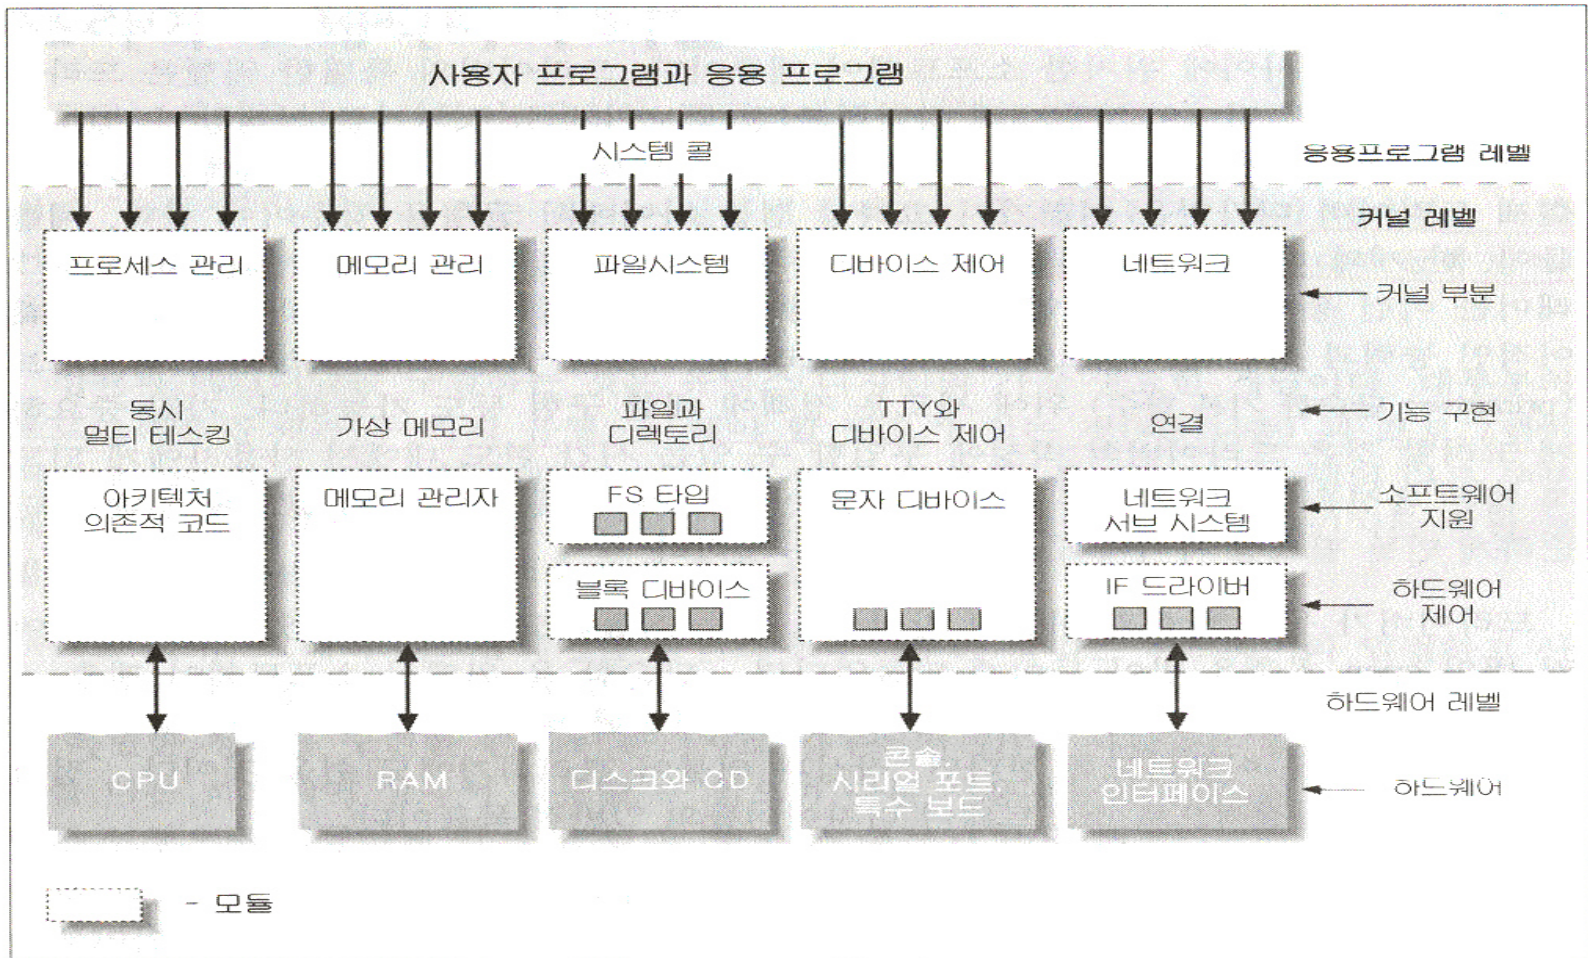 사용자 프로그램과 응용 프로그램
시스템 콜
응용프로그램 레벨
커널 레벨
프로세스 관리
메모리 관리
파일시스템
디바이스 제어
네트워크
커널 부분
동시
멀티 테스킹
가상 메모리
파일과
디렉토리
TTY와
디바이스 제어
연결
기능 구현
아키텍처
의존적 코드
메모리 관리자
FS 타입
블록 디바이스
문자 디바이스
네트워크
서브 시스템
IF 드라이버
소프트웨어
지원
하드웨어
제어
하드웨어 레벨
CPU
RAM
디스크와 CD
콘솔,
시리얼 포트,
특수 보드
네트워크
인터페이스
하드웨어
- 모듈